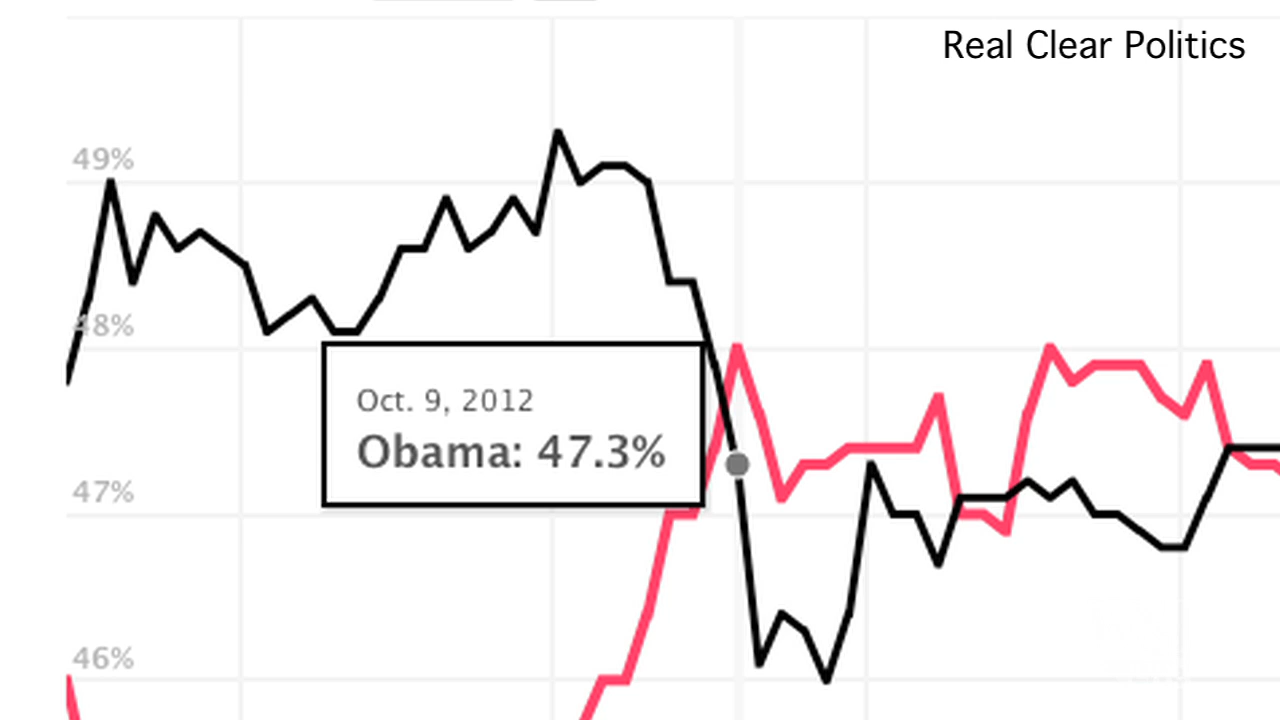 Real Clear Politics
49%
48%
Oct. 9, 2012
Obama: 47.3%
47%
46%